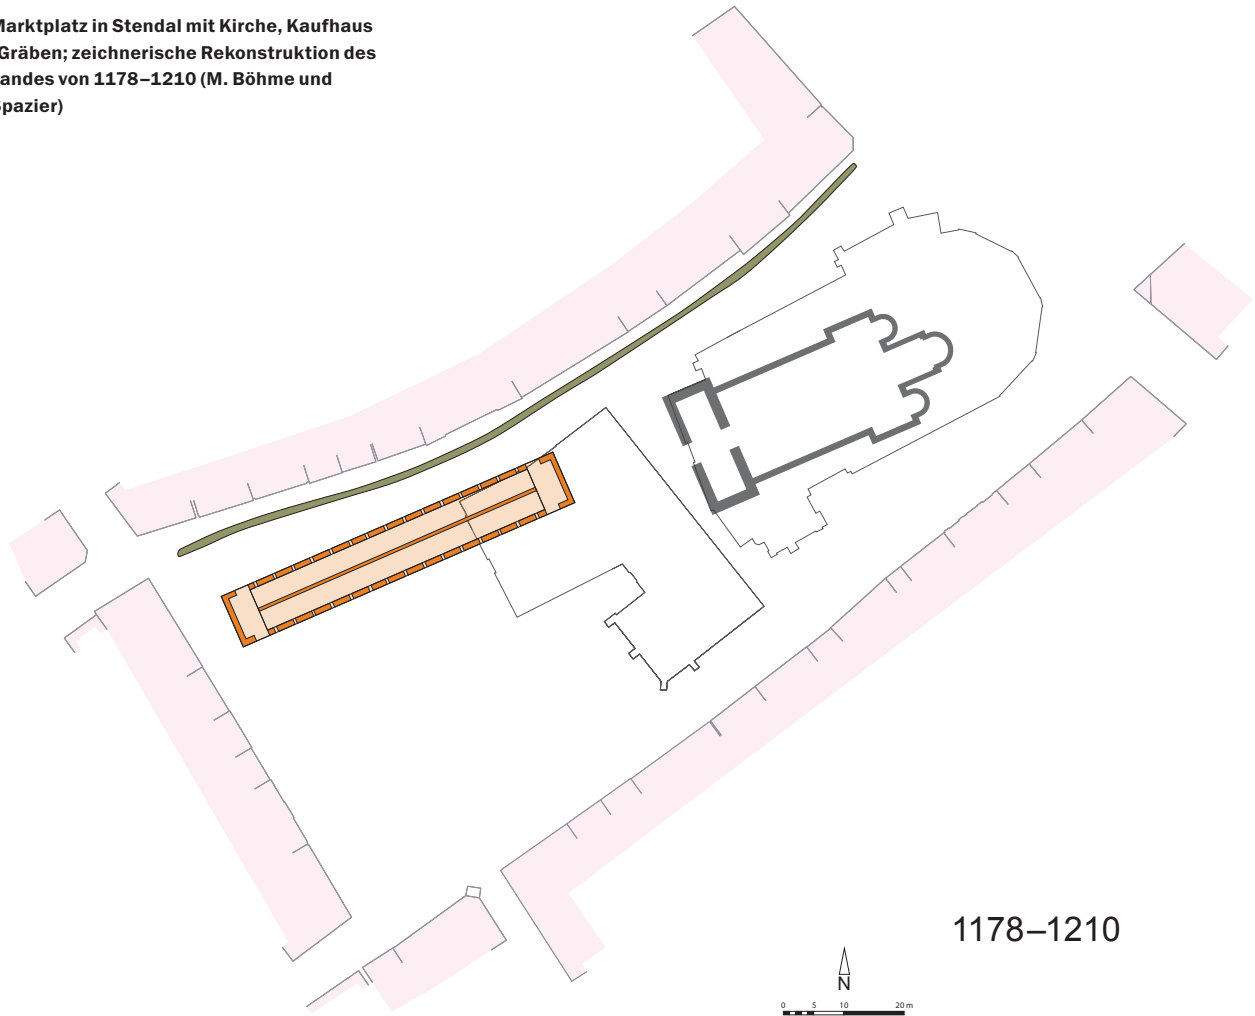 Marktplatz in Stendal mit Kirche, Kaufhaus
Gräben; zeichnerische Rekonstruktion des
andes von 1178–1210 (M. Böhme und
pazier)
1178–1210
N
0 5 10 20 m